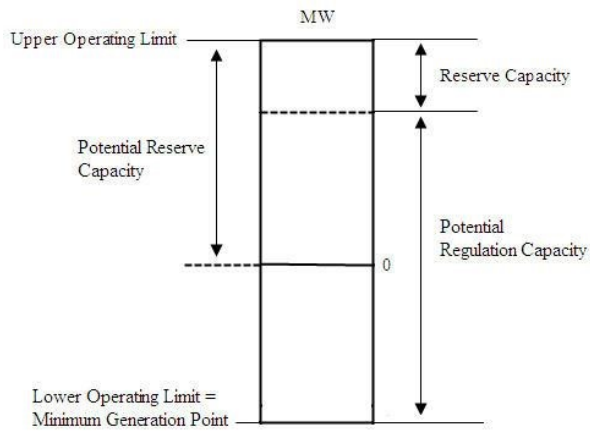 MW
Upper Operating Limit
Reserve Capacity
Potential Reserve
Capacity
Potential
Regulation Capacity
0
Lower Operating Limit =
Minimum Generation Point